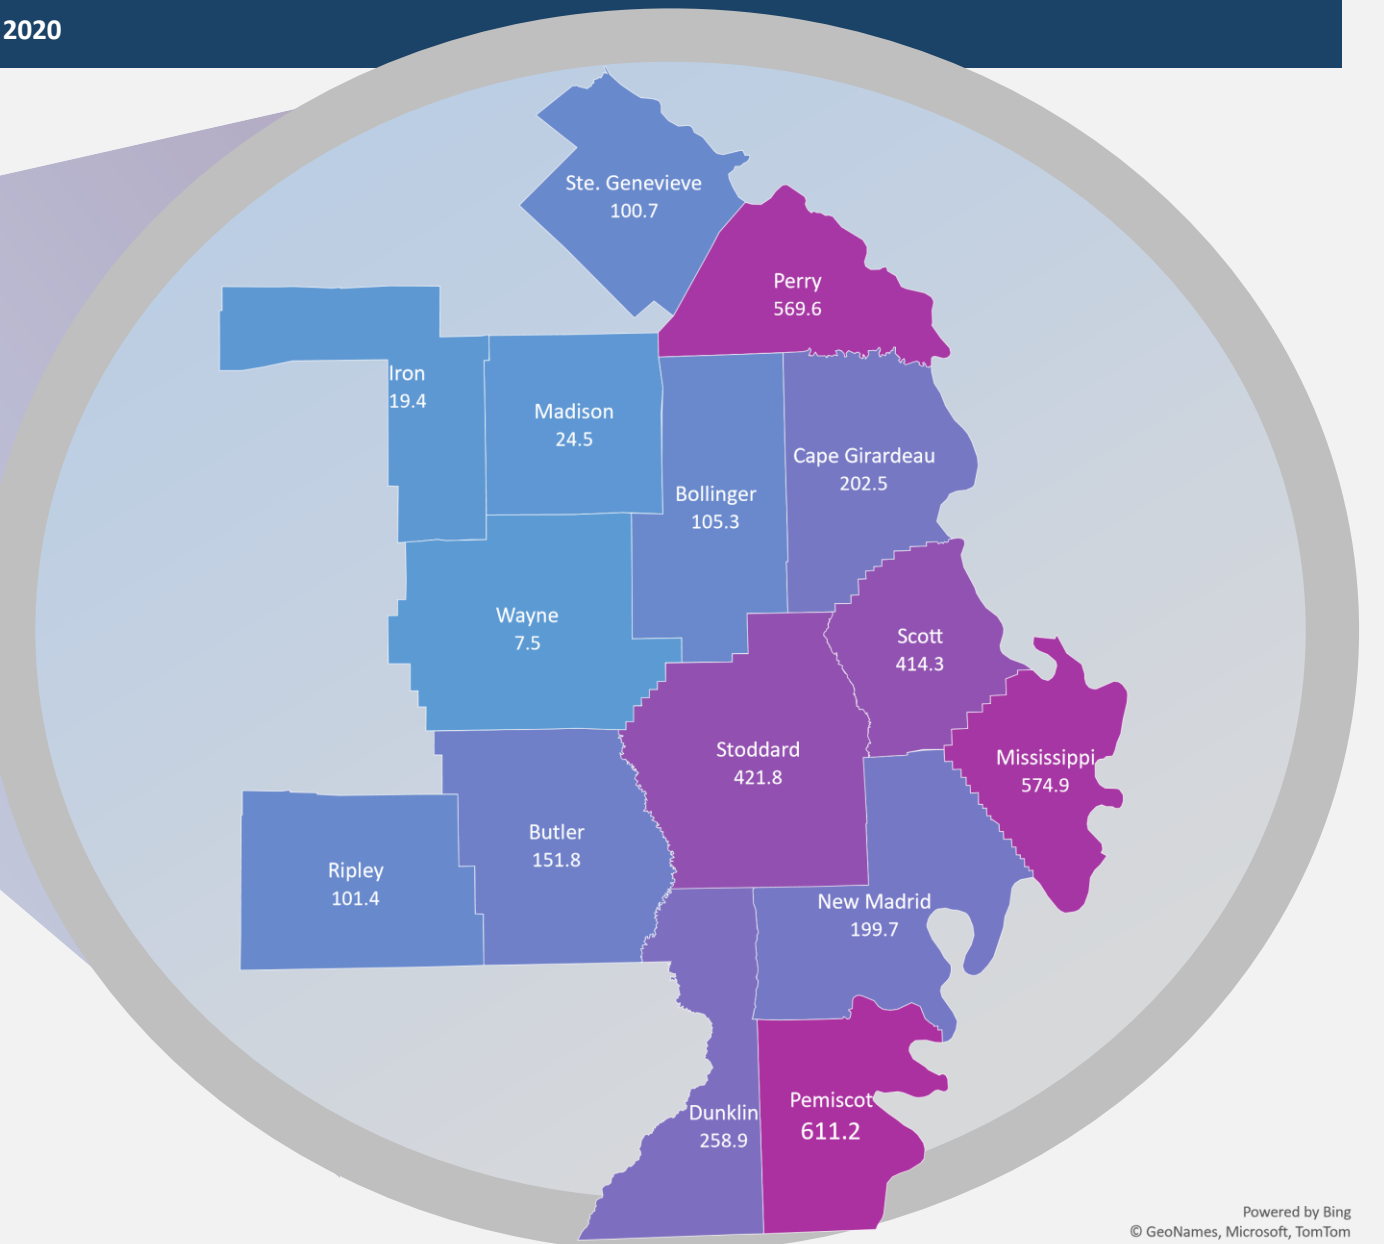 2020
Ste. Genevieve
100.7
Perry
569.6
Iron
19.4
Madison
24.5
Cape Girardeau
202.5
Bollinger
105.3
Wayne
7.5
Scott
414.3
Stoddard
421.8
Mississippi
574.9
Butler
151.8
Ripley
101.4
New Madrid
199.7
Dunklin
258.9
Pemiscot
611.2
Powered by Bing
© GeoNames, Microsoft, TomTom